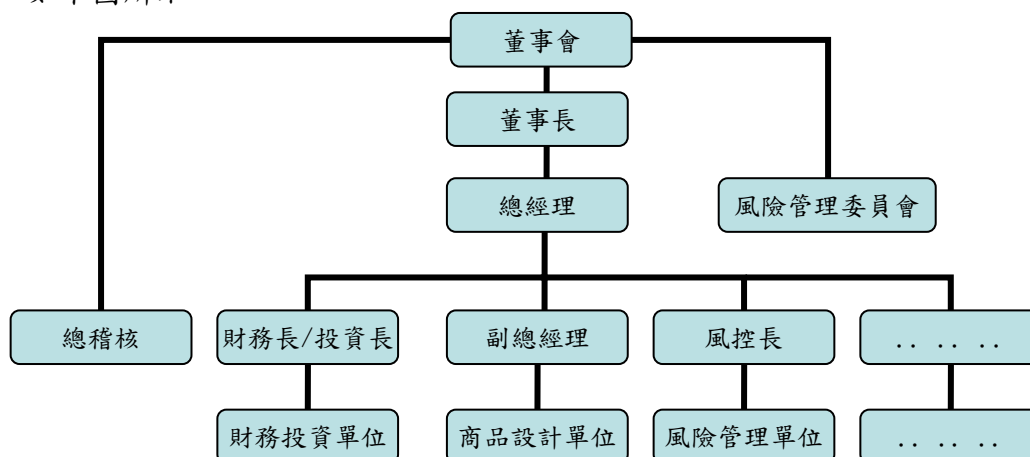 董事會
董事長
總經理
風險管理委員會
總稽核
財務長/投資長
副總經理
風控長
.. .. ..
財務投資單位
商品設計單位
風險管理單位
.. .. ..